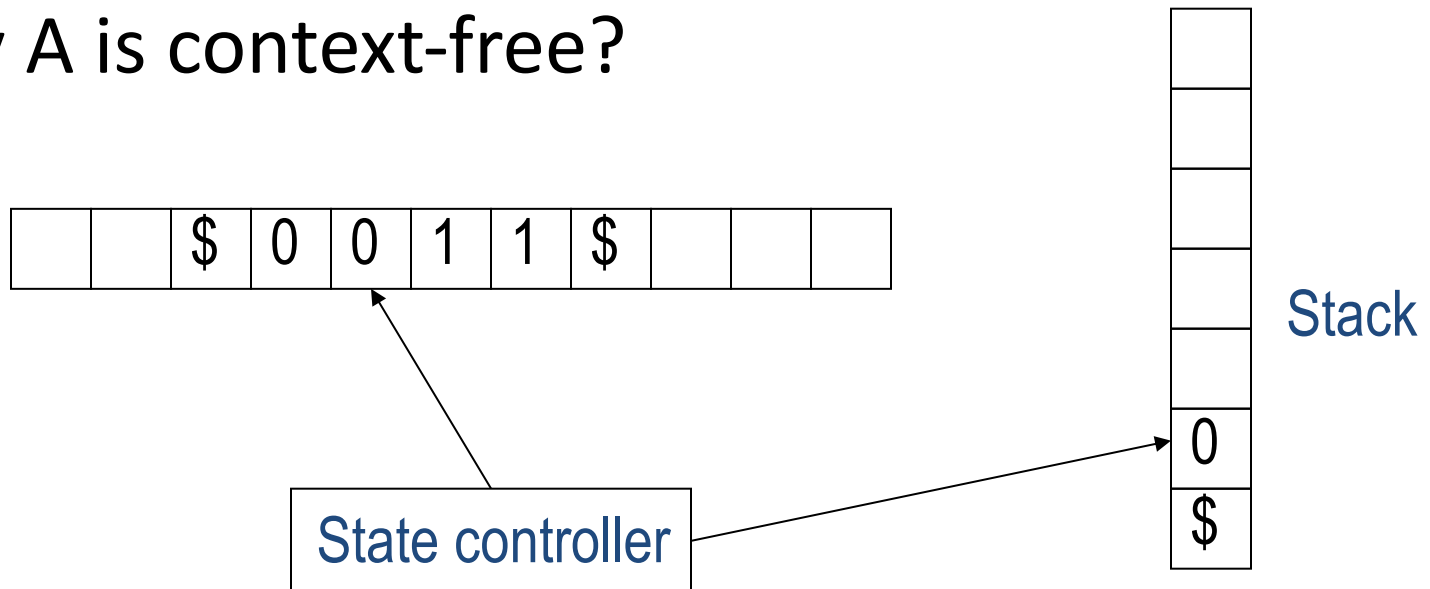 A is context-free?
$ 0 0 1 1 $
Stack
0
$
State controller